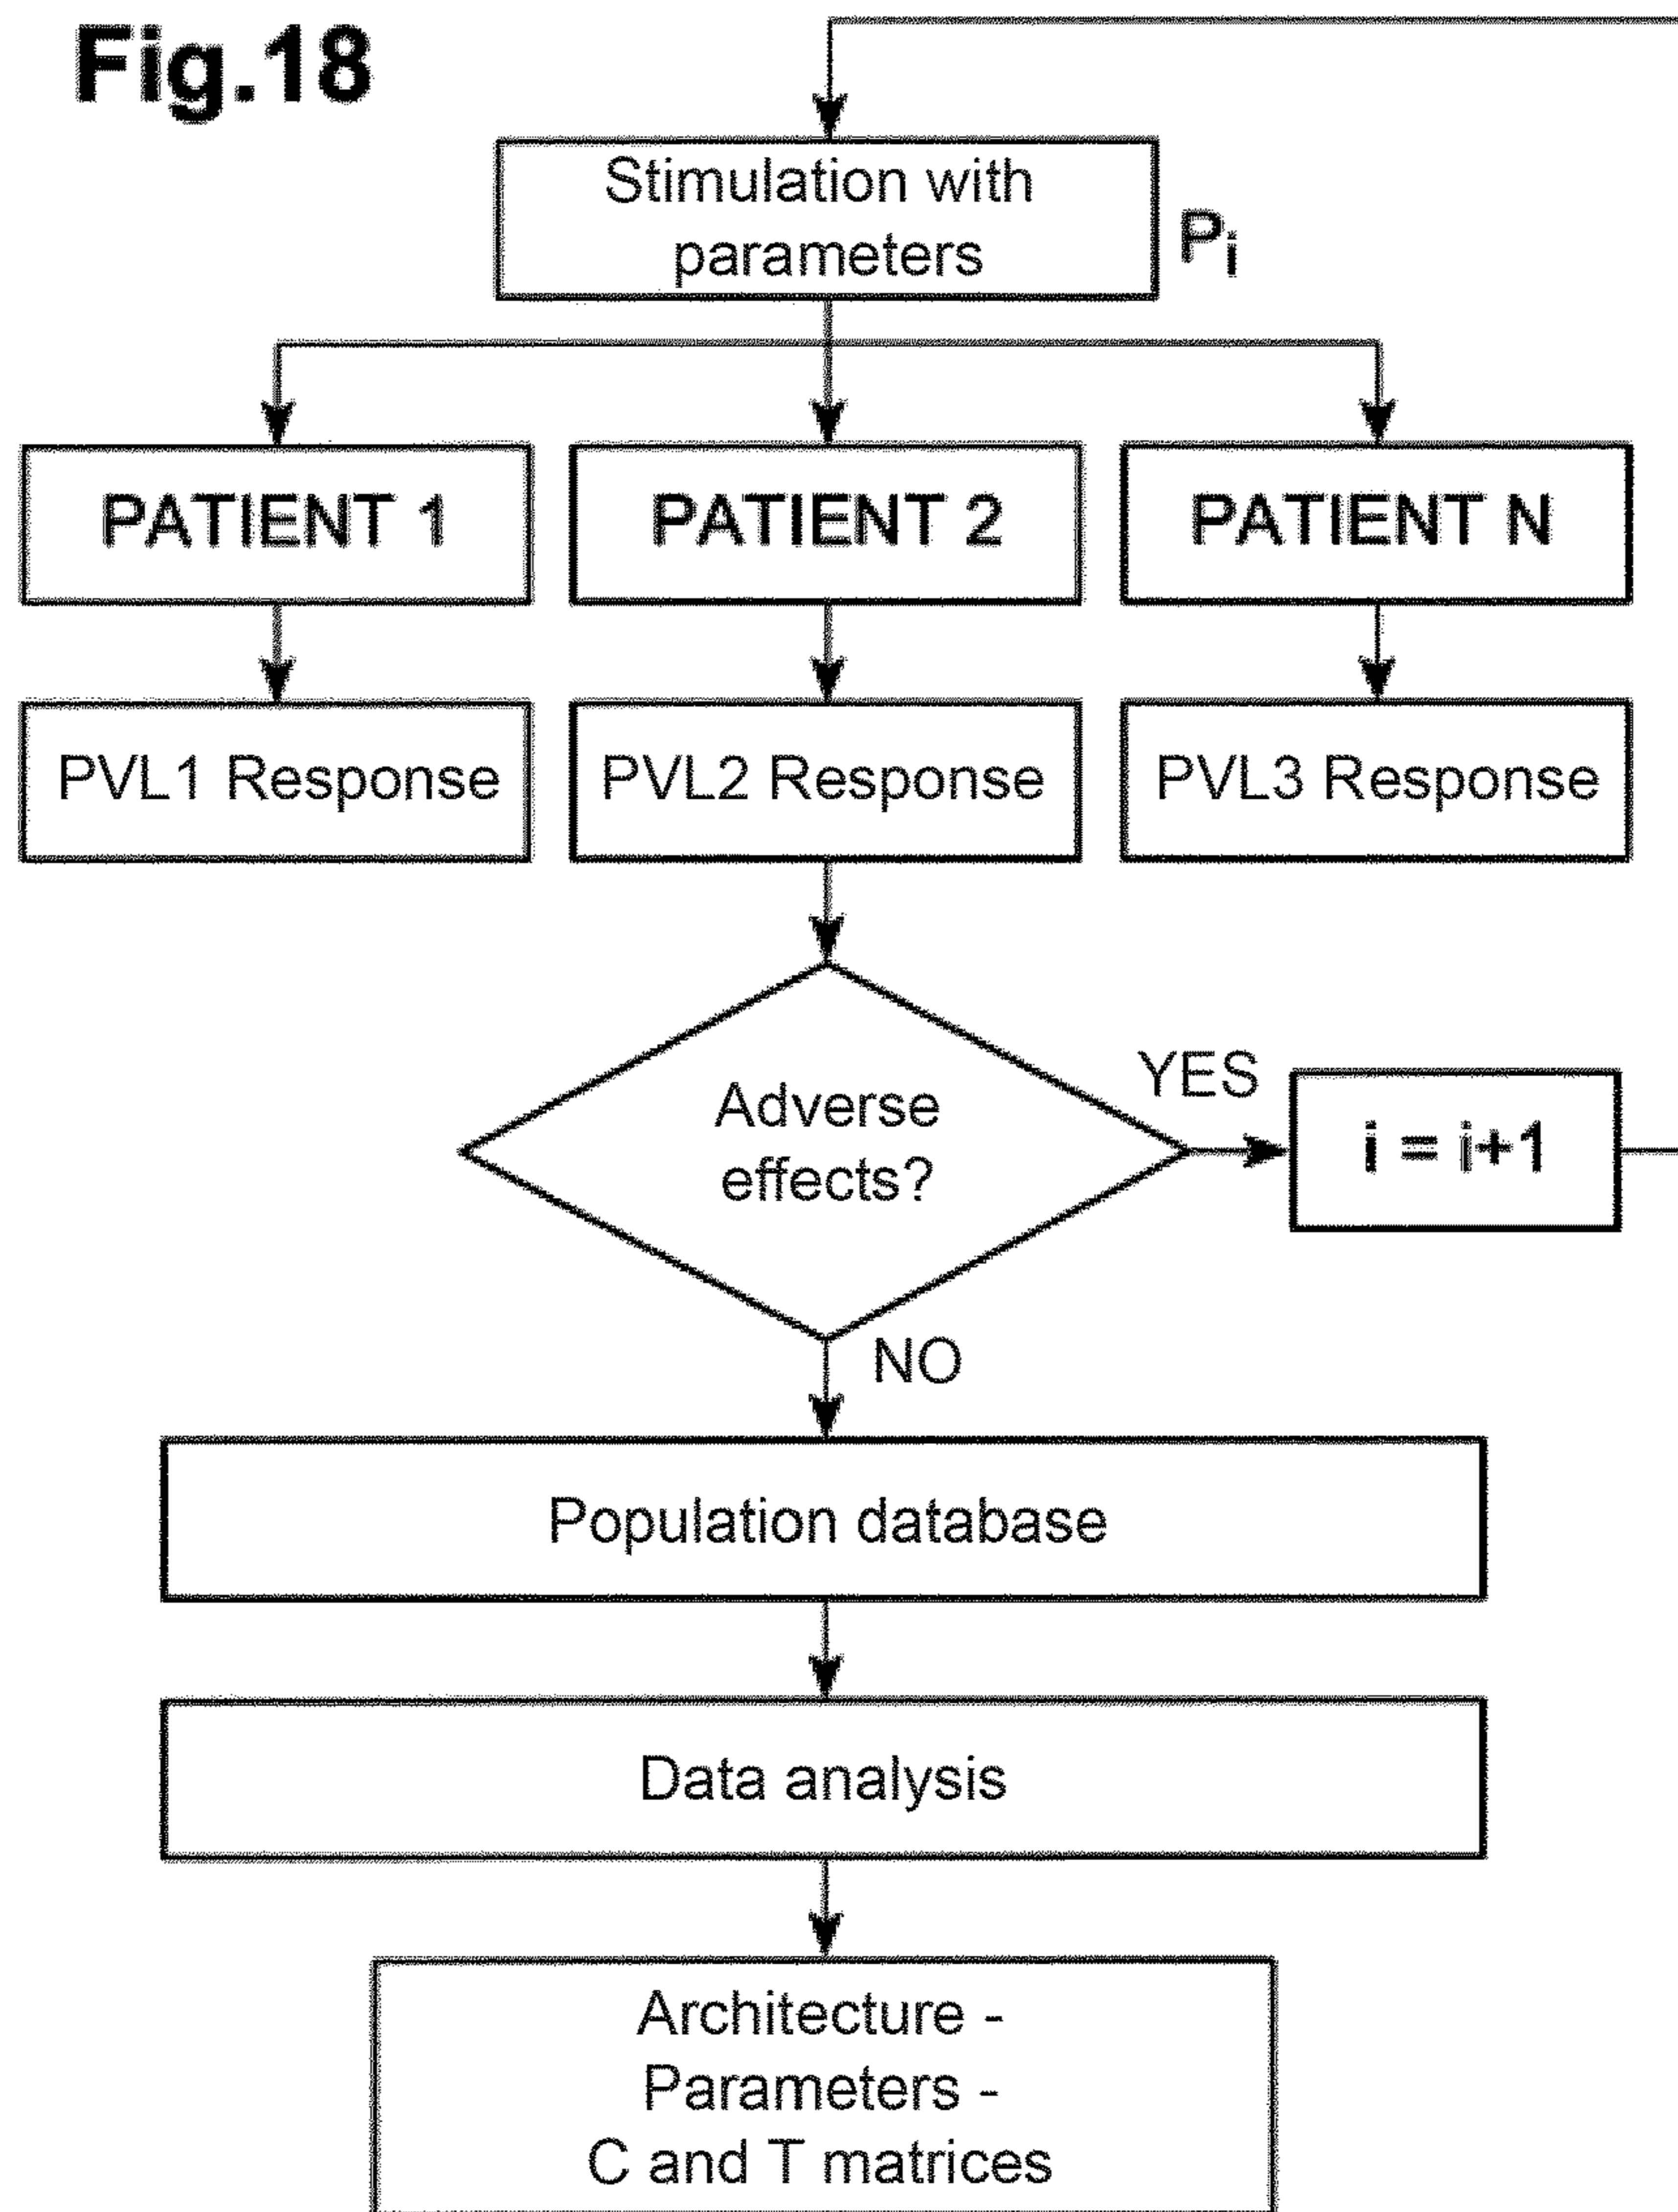 Fig.18
Stimulation with
parameters
Pi
PATIENT 1
PATIENT 2
PATIENT N
PVL1 Response
PVL2 Response
PVL3 Response
Adverse
effects?
YES
i = i+1
NO
Population database
Data analysis
Architecture -
Parameters -
C and T matrices